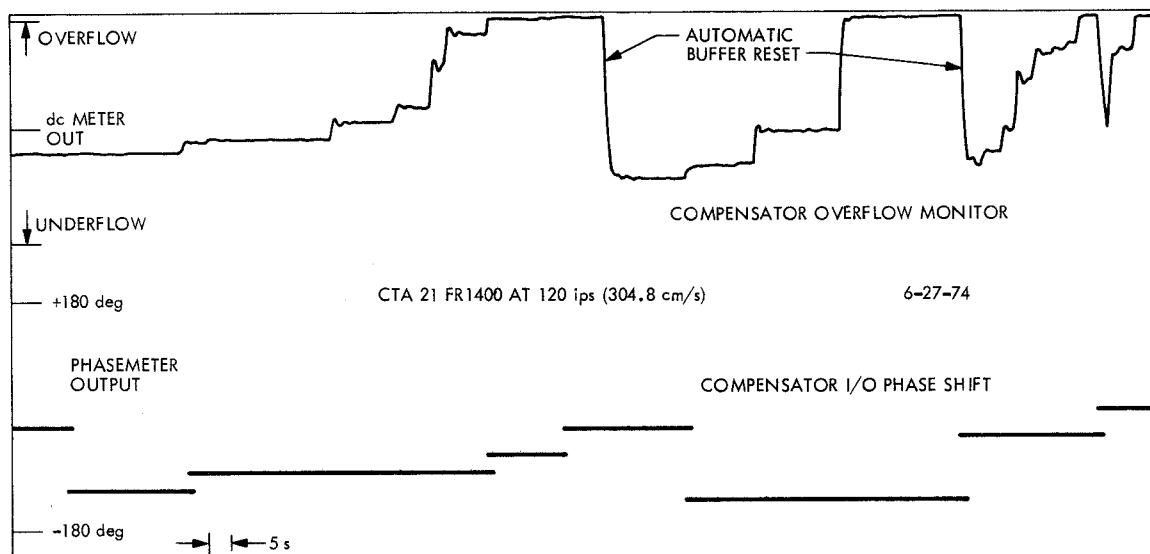 OVERFLOW
AUTOMATIC
BUFFER RESET
dc METER
OUT
UNDERFLOW
COMPENSATOR OVERFLOW MONITOR
+180 deg
CTA 21 FR1400 AT 120 ips (304.8 cm/s)
6-27-74
PHASEMETER
OUTPUT
COMPENSATOR I/O PHASE SHIFT
-180 deg
5 s